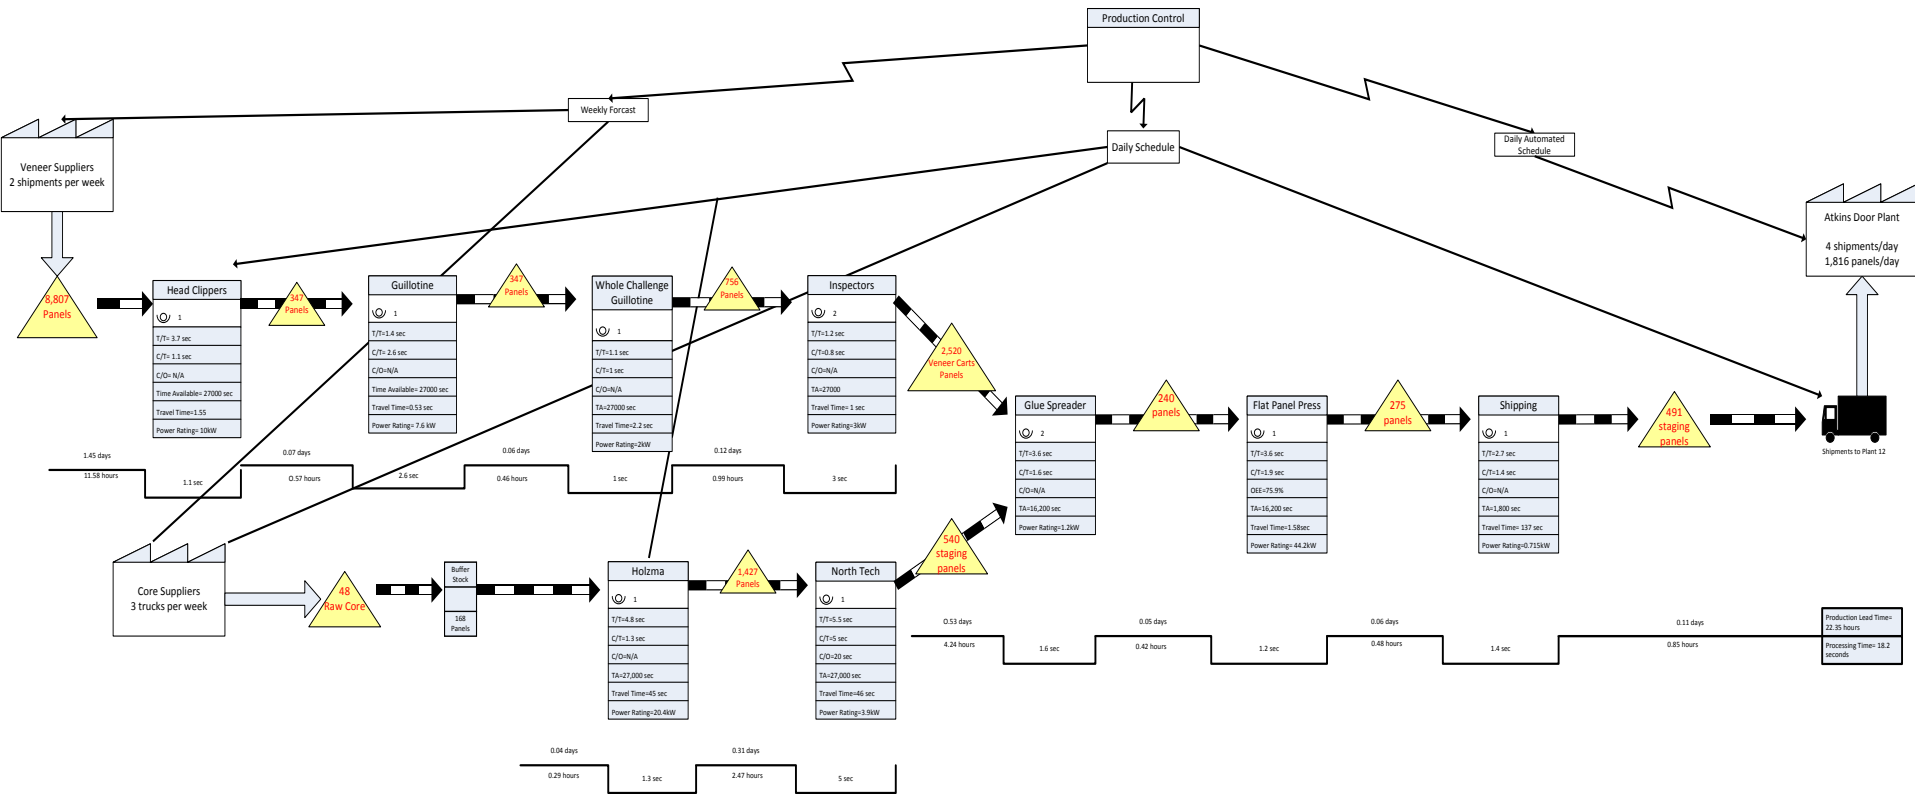 Production Control
Weekly Forcast
Daily Schedule
Daily Automated
Schedule
Veneer Suppliers
2 shipments per week
Atkins Door Plant
4 shipments/day
1,816 panels/day
8,807
Panels
Head Clippers
1
T/T= 3.7 sec
C/T= 1.1 sec
C/O= N/A
Time Available= 27000 sec
Travel Time=1.55
Power Rating= 10kW
347
Panels
Guillotine
1
T/T=1.4 sec
C/T= 2.6 sec
C/O=N/A
Time Available= 27000 sec
Travel Time=0.53 sec
Power Rating= 7.6 kW
347
Panels
Whole Challenge
Guillotine
1
T/T=1.1 sec
C/T=1 sec
C/O=N/A
TA=27000 sec
Travel Time=2.2 sec
Power Rating=2kW
756
Panels
Inspectors
2
T/T=1.2 sec
C/T=0.8 sec
C/O=N/A
TA=27000
Travel Time= 1 sec
Power Rating=3kW
2,520
Veneer Carts
Panels
Glue Spreader
2
T/T=3.6 sec
C/T=1.6 sec
C/O=N/A
TA=16,200 sec
Power Rating=1.2kW
240
panels
Flat Panel Press
1
T/T=3.6 sec
C/T=1.9 sec
OEE=75.9%
TA=16,200 sec
Travel Time=1.58sec
Power Rating= 44.2kW
275
panels
Shipping
1
T/T=2.7 sec
C/T=1.4 sec
C/O=N/A
TA=1,800 sec
Travel Time= 137 sec
Power Rating=0.715kW
491
staging
panels
Shipments to Plant 12
1.45 days
11.58 hours
1.1 sec
0.07 days
0.57 hours
2.6 sec
0.06 days
0.46 hours
1 sec
0.12 days
0.99 hours
3 sec
Core Suppliers
3 trucks per week
48
Raw Core
Buffer
Stock
168
Panels
Holzma
1
T/T=4.8 sec
C/T=1.3 sec
C/O=N/A
TA=27,000 sec
Travel Time=45 sec
Power Rating=20.4kW
1,427
Panels
North Tech
1
T/T=5.5 sec
C/T=5 sec
C/O=20 sec
TA=27,000 sec
Travel Time=46 sec
Power Rating=3.9kW
540
staging
panels
0.53 days
4.24 hours
1.6 sec
0.05 days
0.42 hours
1.2 sec
0.06 days
0.48 hours
1.4 sec
0.11 days
0.85 hours
Production Lead Time=
22.35 hours
Processing Time= 18.2
seconds
0.04 days
0.29 hours
1.3 sec
0.31 days
2.47 hours
5 sec